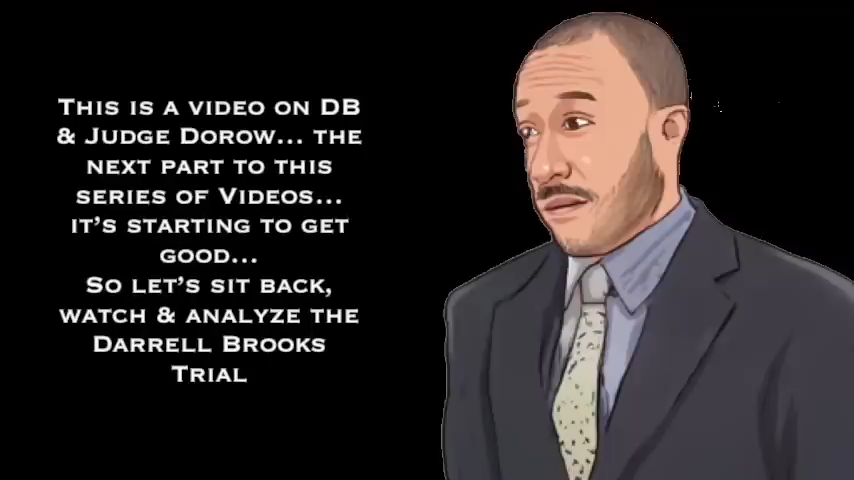 This is a video on DB
& Judge Dorow... the
next part to this
series of Videos...
it's starting to get
good...
So let's sit back,
watch & analyze the
Darrell Brooks
Trial